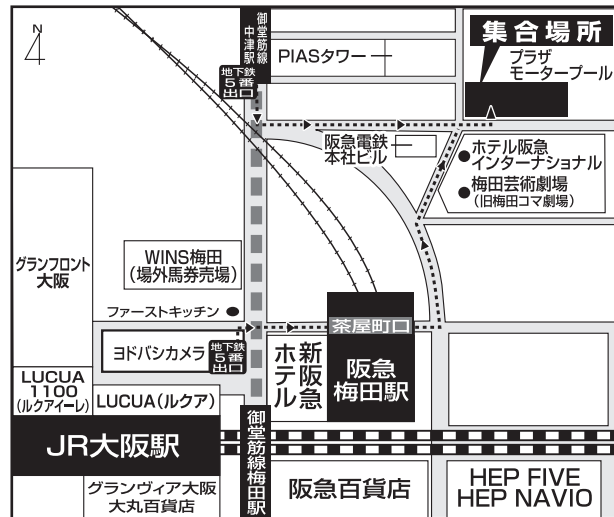 N
御堂筋線
中津駅
地下鉄
5番
出口
PIASタワー
集合場所
プラザ
モータープール
阪急電鉄
本社ビル
ホテル阪急
インターナショナル
梅田芸術劇場
(旧梅田コマ劇場)
グランフロント
大阪
WINS梅田
(場外馬券売場)
ファーストキッチン
ヨドバシカメラ
地下鉄
5番
出口
茶屋町口
新阪急
ホテル
阪急
梅田駅
LUCUA
1100
(ルクアイーレ)
LUCUA(ルクア)
JR大阪駅
御堂筋線梅田駅
グランヴィア大阪
大丸百貨店
阪急百貨店
HEP FIVE
HEP NAVIO